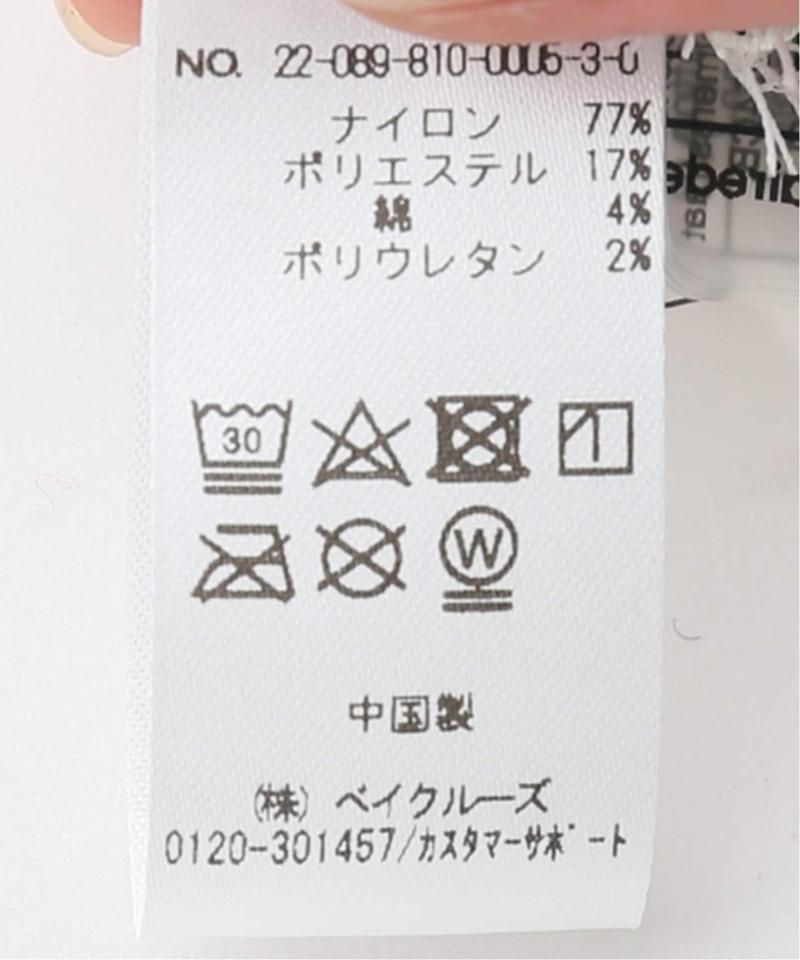 NO. 22-089-810-0005-3-0
ナイロン 77%
ポリエステル 17%
綿 4%
ポリウレタン 2%
30
W
中国製
(株) ベイクルーズ
0120-301457/カスタマーサポート